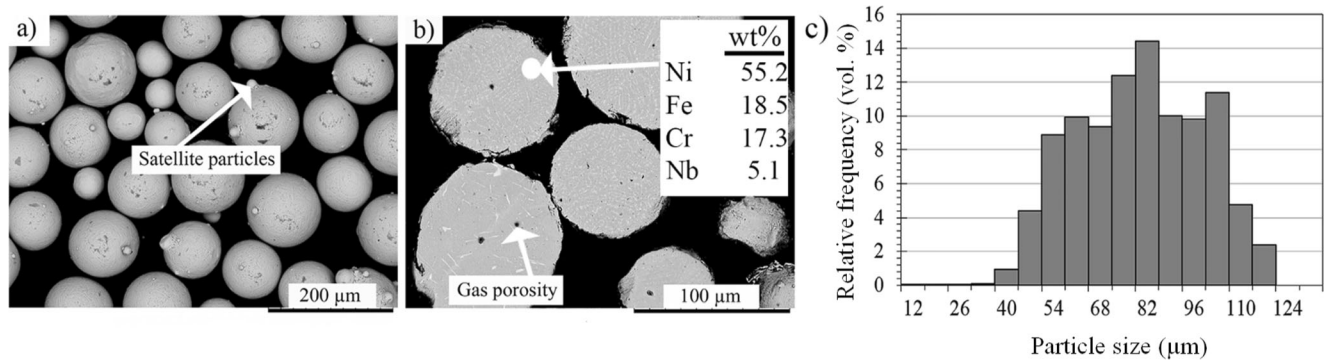 a)
Satellite particles
200 µm
b)
wt%
Ni 55.2
Fe 18.5
Cr 17.3
Nb 5.1
Gas porosity
100 µm
c)
Relative frequency (vol. %)
16
14
12
10
8
6
4
2
0
12 26 40 54 68 82 96 110 124
Particle size (µm)